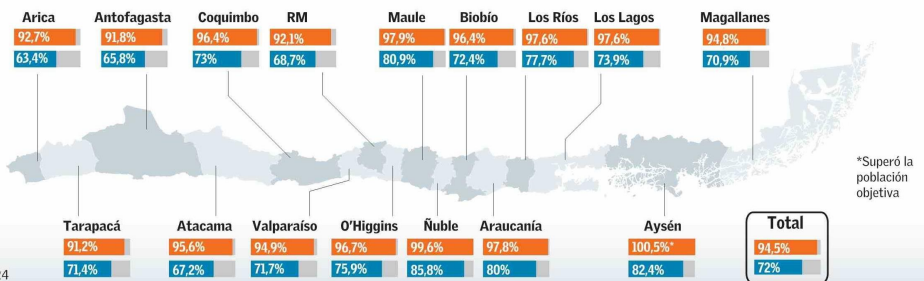 Arica Antofagasta Coquimbo RM Maule Biobío Los Ríos Los Lagos Magallanes
92,7% 91,8% 96,4% 92,1% 97,9% 96,4% 97,6% 97,6% 94,8%
63,4% 65,8% 73% 68,7% 80,9% 72,4% 77,7% 73,9% 70,9%
*Superó la
población
objetiva
Tarapacá Atacama Valparaíso O'Higgins Ñuble Araucanía Aysén Total
91,2% 95,6% 94,9% 96,7% 99,6% 97,8% 100,5%* 94,5%
71,4% 67,2% 71,7% 75,9% 85,8% 80% 82,4% 72%